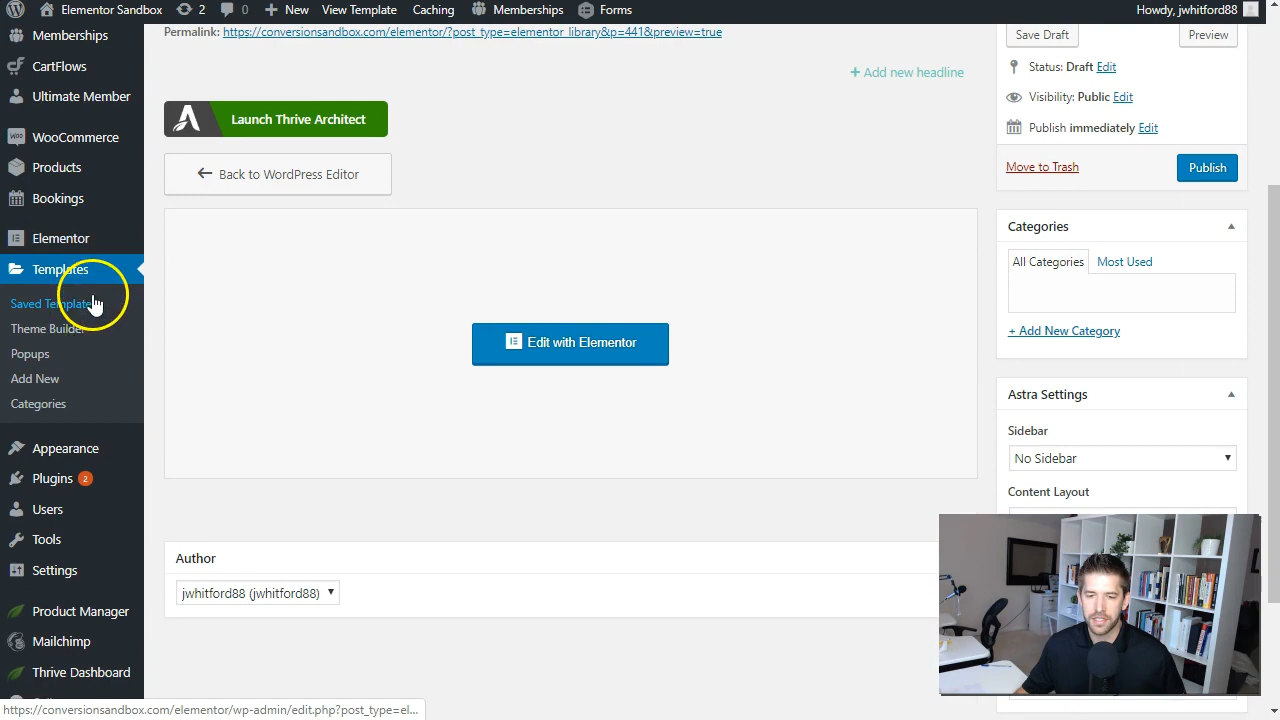 Elementor Sandbox 2 0 New View Template Caching Memberships Forms Howdy, jwhitford88
Memberships
CartFlows
Ultimate Member
WooCommerce
Products
Bookings
Elementor
Templates
Saved Templates
Theme Builder
Popups
Add New
Categories
Appearance
Plugins 2
Users
Tools
Settings
Product Manager
Mailchimp
Thrive Dashboard
Permalink: https://conversionsandbox.com/elementor/?post_type=elementor_library&p=441&preview=true
+ Add new headline
Launch Thrive Architect
← Back to WordPress Editor
Edit with Elementor
Author
jwhitford88 (jwhitford88)
Save Draft Preview
Status: Draft Edit
Visibility: Public Edit
Publish immediately Edit
Move to Trash Publish
Categories
All Categories Most Used
+ Add New Category
Astra Settings
Sidebar
No Sidebar
Content Layout
https://conversionsandbox.com/elementor/wp-admin/edit.php?post_type=el...